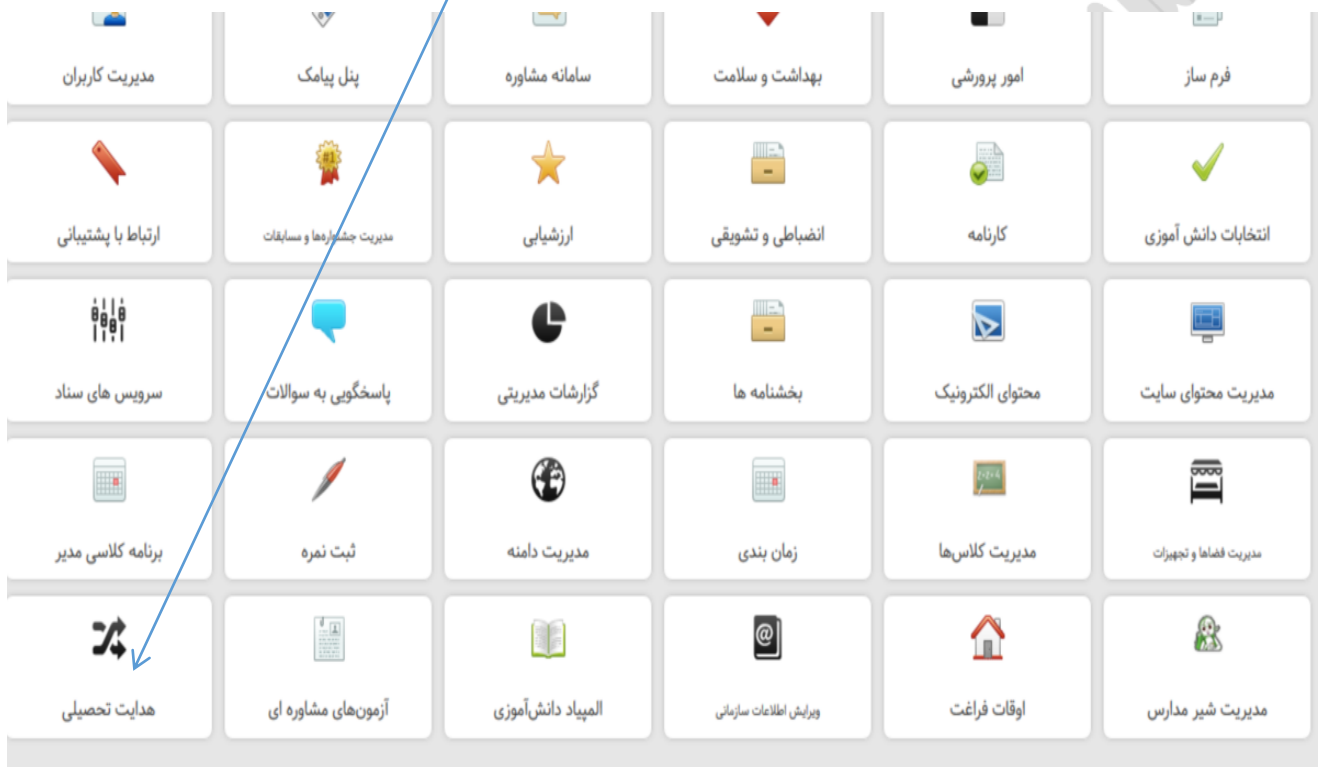 فرم ساز
امور پرورشی
بهداشت و سلامت
سامانه مشاوره
پنل پیامک
مدیریت کاربران
#1
انتخابات دانش آموزی
کارنامه
انضباطی و تشویقی
ارزشیابی
مدیریت جشنواره‌ها و مسابقات
ارتباط با پشتیبانی
مدیریت محتوای سایت
محتوای الکترونیک
بخشنامه ها
گزارشات مدیریتی
پاسخگویی به سوالات
سرویس های سناد
مدیریت فضاها و تجهیزات
مدیریت کلاس‌ها
زمان بندی
مدیریت دامنه
ثبت نمره
برنامه کلاسی مدیر
@
مدیریت شیر مدارس
اوقات فراغت
ویرایش اطلاعات سازمانی
المپیاد دانش‌آموزی
آزمون‌های مشاوره ای
هدایت تحصیلی